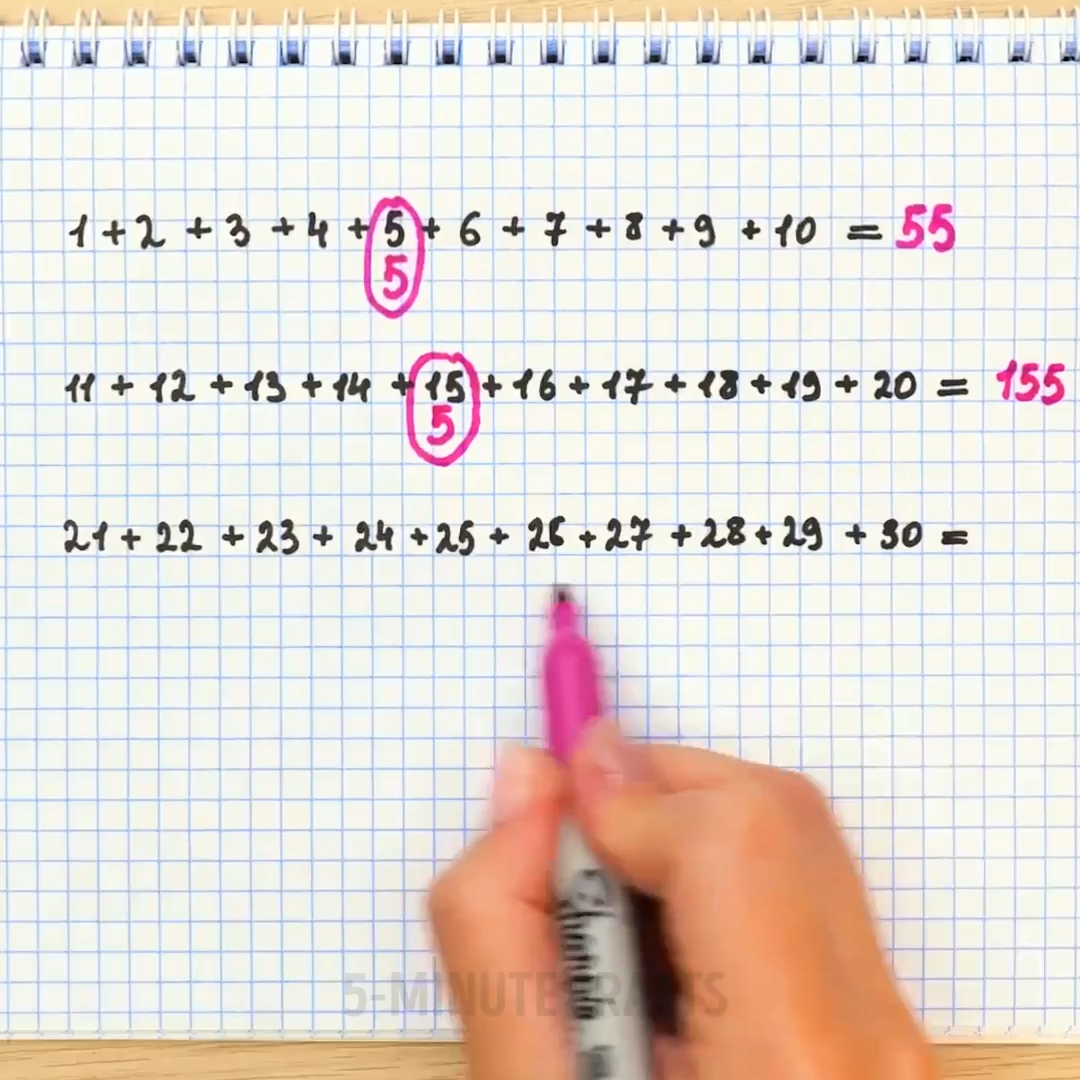 1 + 2 + 3 + 4 + 5 + 6 + 7 + 8 + 9 + 10 = 55
5
11 + 12 + 13 + 14 + 15 + 16 + 17 + 18 + 19 + 20 = 155
5
21 + 22 + 23 + 24 + 25 + 26 + 27 + 28 + 29 + 30 =
Sharpie
5-MINUTE CRAFTS